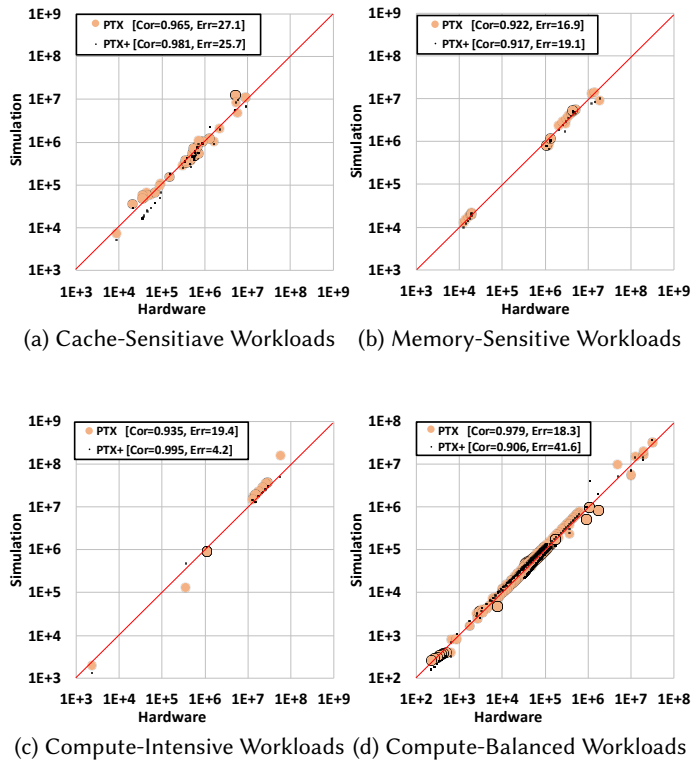 1E+9
1E+8
1E+7
1E+6
1E+5
1E+4
1E+3
Simulation
PTX [Cor=0.965, Err=27.1]
PTX+ [Cor=0.981, Err=25.7]
1E+3 1E+4 1E+5 1E+6 1E+7 1E+8 1E+9
Hardware
(a) Cache-Sensitiave Workloads
1E+9
1E+8
1E+7
1E+6
1E+5
1E+4
1E+3
Simulation
PTX [Cor=0.922, Err=16.9]
PTX+ [Cor=0.917, Err=19.1]
1E+3 1E+4 1E+5 1E+6 1E+7 1E+8 1E+9
Hardware
(b) Memory-Sensitive Workloads
1E+9
1E+8
1E+7
1E+6
1E+5
1E+4
1E+3
Simulation
PTX [Cor=0.935, Err=19.4]
PTX+ [Cor=0.995, Err=4.2]
1E+3 1E+4 1E+5 1E+6 1E+7 1E+8 1E+9
Hardware
(c) Compute-Intensive Workloads
1E+8
1E+7
1E+6
1E+5
1E+4
1E+3
1E+2
Simulation
PTX [Cor=0.979, Err=18.3]
PTX+ [Cor=0.906, Err=41.6]
1E+2 1E+3 1E+4 1E+5 1E+6 1E+7 1E+8
Hardware
(d) Compute-Balanced Workloads